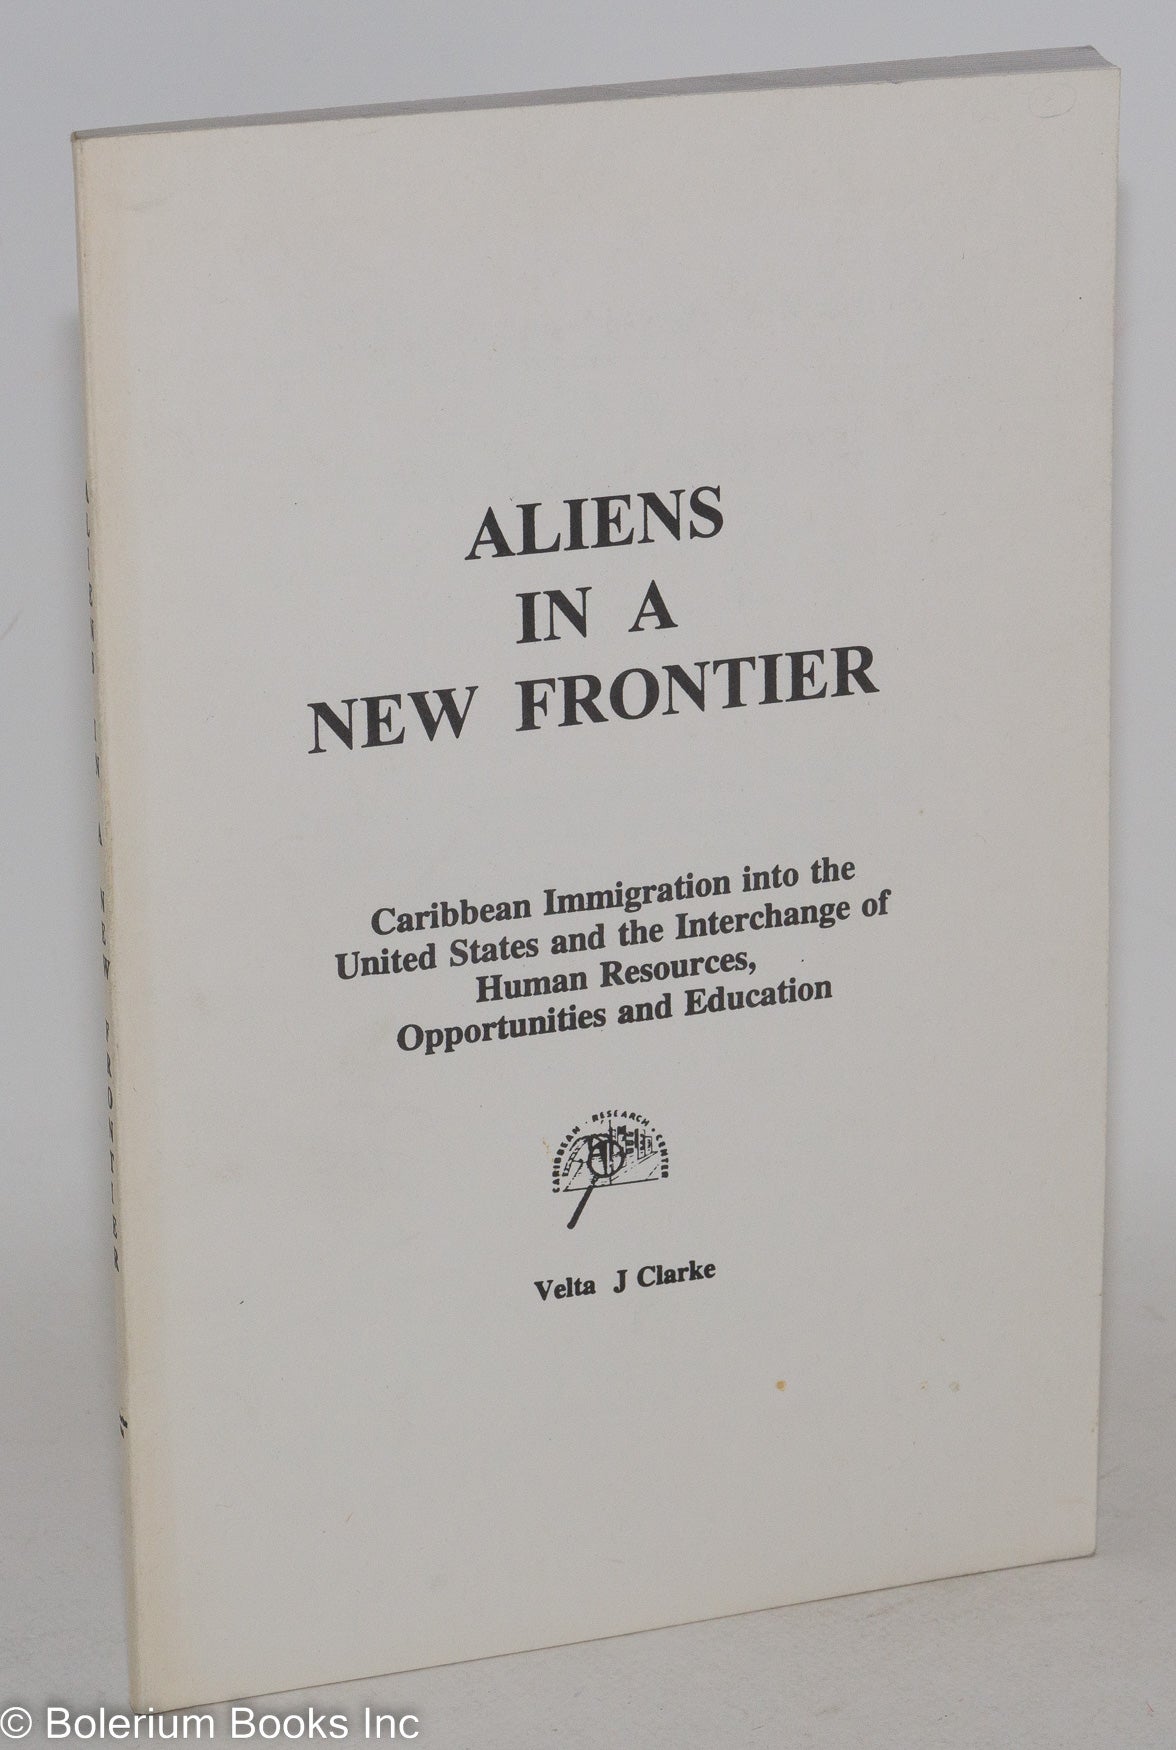 ALIENS
IN A
NEW FRONTIER
Caribbean Immigration into the
United States and the Interchange of
Human Resources,
Opportunities and Education
CARIBBEAN · RESEARCH · CENTER
Velta J Clarke
ALIENS IN A NEW FRONTIER
© Bolerium Books Inc